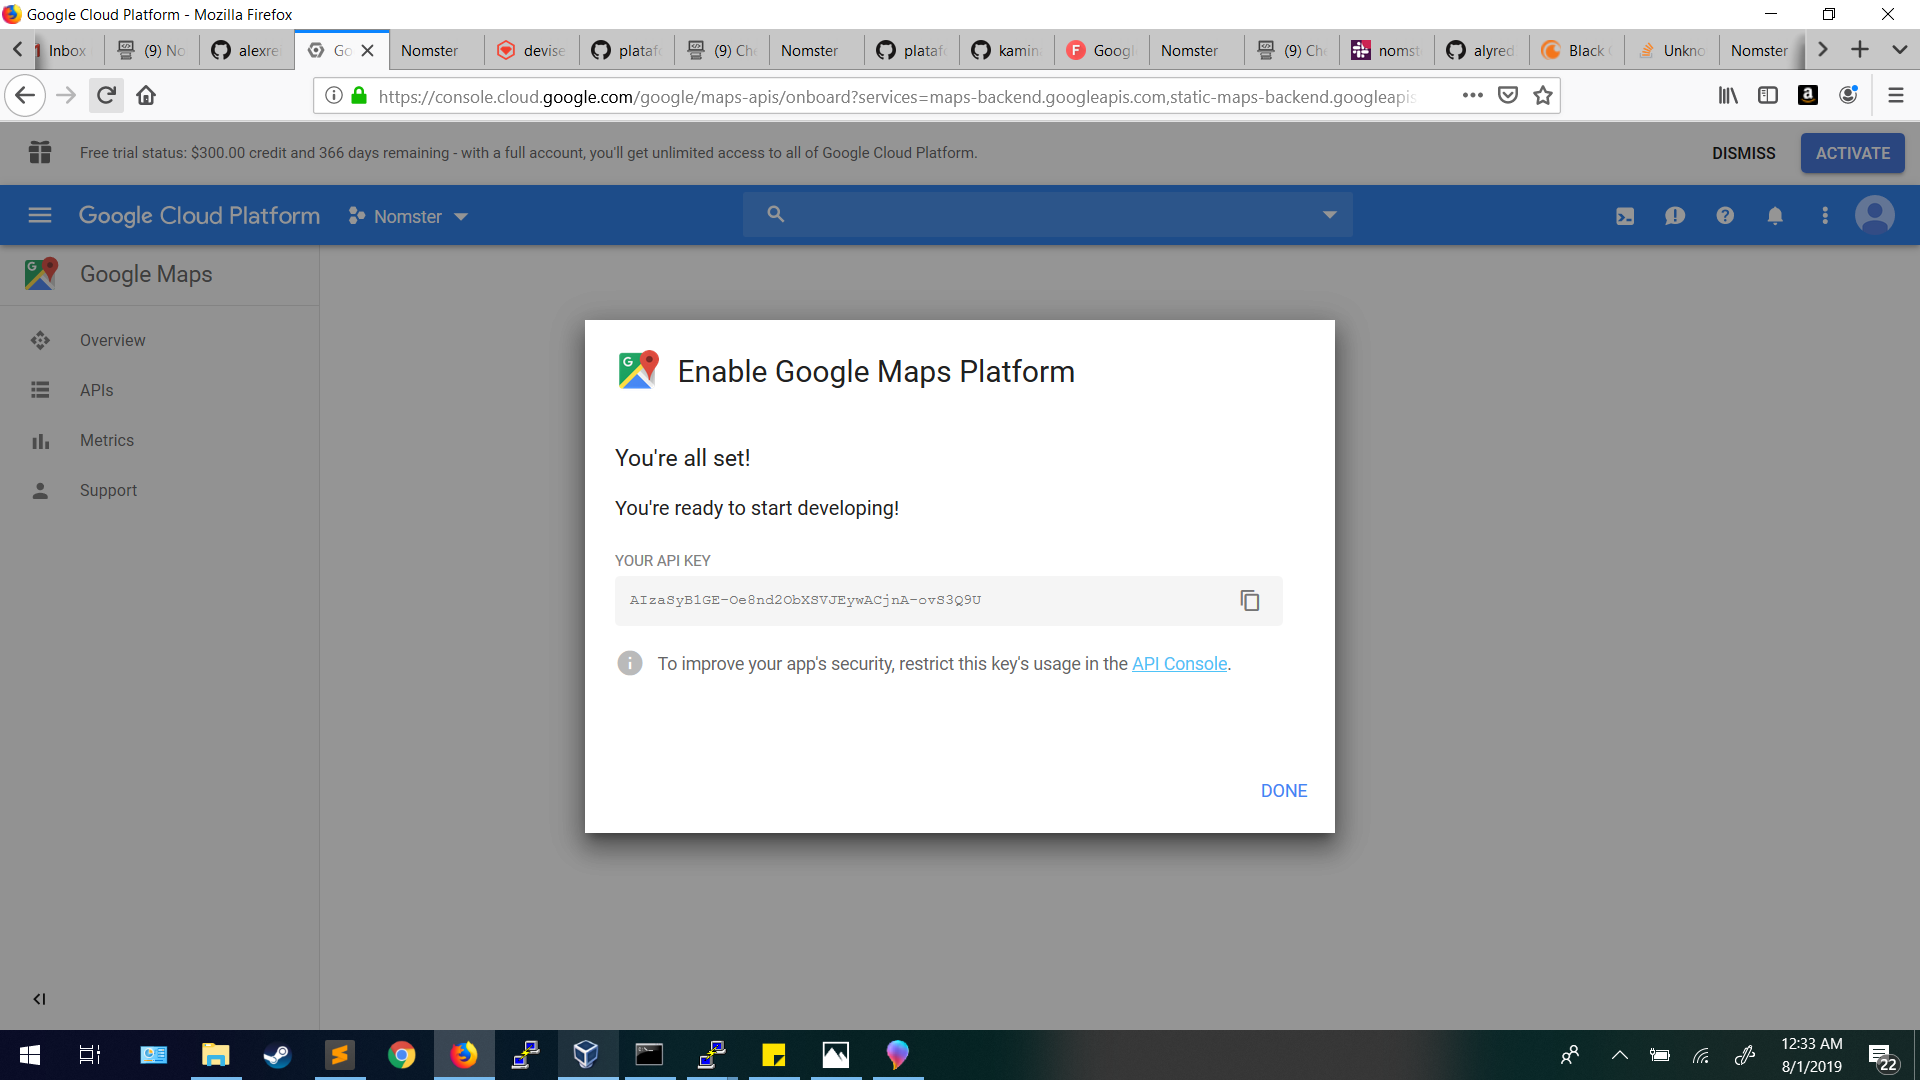 Google Cloud Platform - Mozilla Firefox
Inbox
(9) No
alexrei
Go
Nomster
devise
platafo
(9) Ch
Nomster
platafo
kamin
Googl
Nomster
(9) Ch
nomst
alyred
Black
Unkno
Nomster
https://console.cloud.google.com/google/maps-apis/onboard?services=maps-backend.googleapis.com,static-maps-backend.googleapis
Free trial status: $300.00 credit and 366 days remaining - with a full account, you'll get unlimited access to all of Google Cloud Platform.
DISMISS
ACTIVATE
Google Cloud Platform
Nomster
Google Maps
Overview
APIs
Metrics
Support
Enable Google Maps Platform
You're all set!
You're ready to start developing!
YOUR API KEY
AIzaSyB1GE-Oe8nd2ObXSVJEywACjnA-ovS3Q9U
To improve your app's security, restrict this key's usage in the API Console.
DONE
12:33 AM
8/1/2019
22